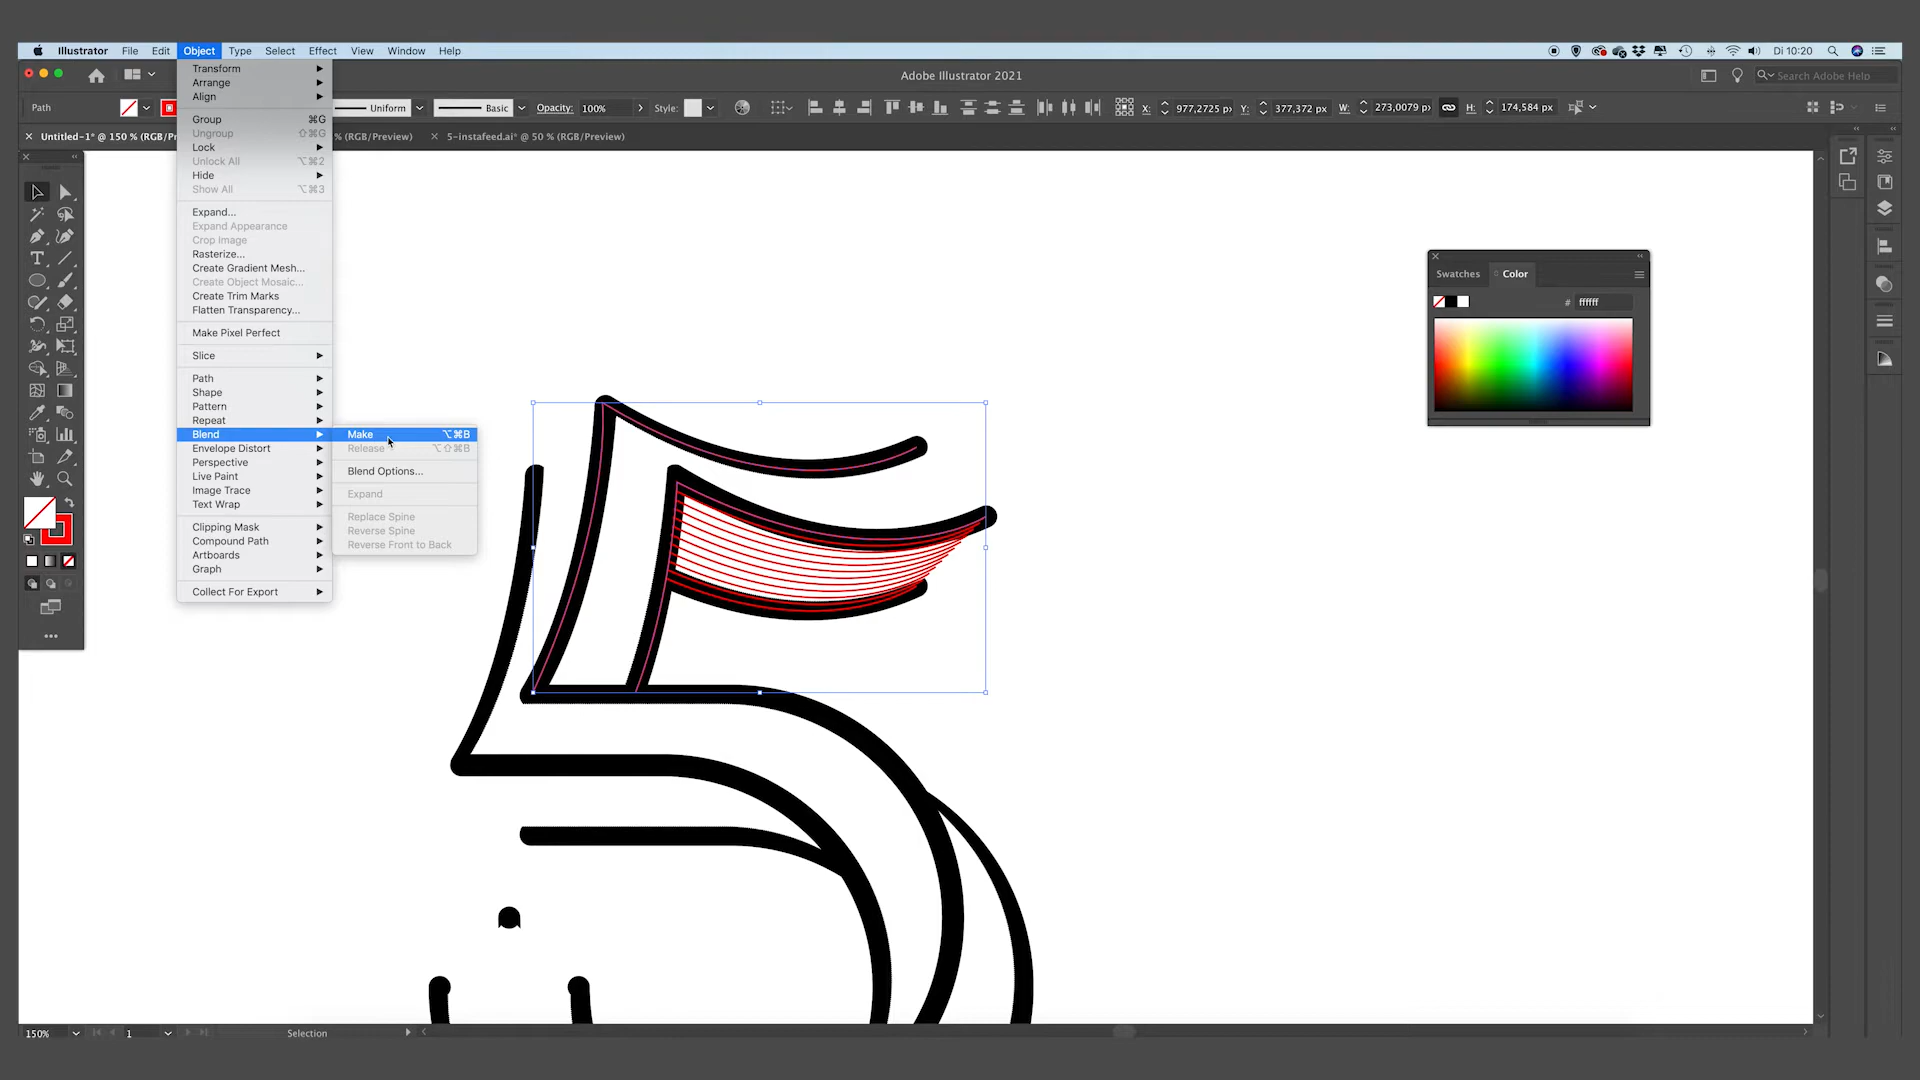 Illustrator File Edit Object Type Select Effect View Window Help
Di 10:20
Adobe Illustrator 2021
Search Adobe Help
Path
Uniform
Basic
Opacity: 100%
Style:
X: 977,2725 p
Y: 377,372 px
W: 273,0079 p
H: 174,584 px
Untitled-1* @ 150 % (RGB/Pr
% (RGB/Preview)
5-instafeed.ai* @ 50 % (RGB/Preview)
Transform
Arrange
Align
Group ⌘G
Ungroup ⇧⌘G
Lock
Unlock All ⌥⌘2
Hide
Show All ⌥⌘3
Expand...
Expand Appearance
Crop Image
Rasterize...
Create Gradient Mesh...
Create Object Mosaic...
Create Trim Marks
Flatten Transparency...
Make Pixel Perfect
Slice
Path
Shape
Pattern
Repeat
Blend
Envelope Distort
Perspective
Live Paint
Image Trace
Text Wrap
Clipping Mask
Compound Path
Artboards
Graph
Collect For Export
Make ⌥⌘B
Release ⌥⇧⌘B
Blend Options...
Expand
Replace Spine
Reverse Spine
Reverse Front to Back
Swatches
Color
# ffffff
150%
1
Selection